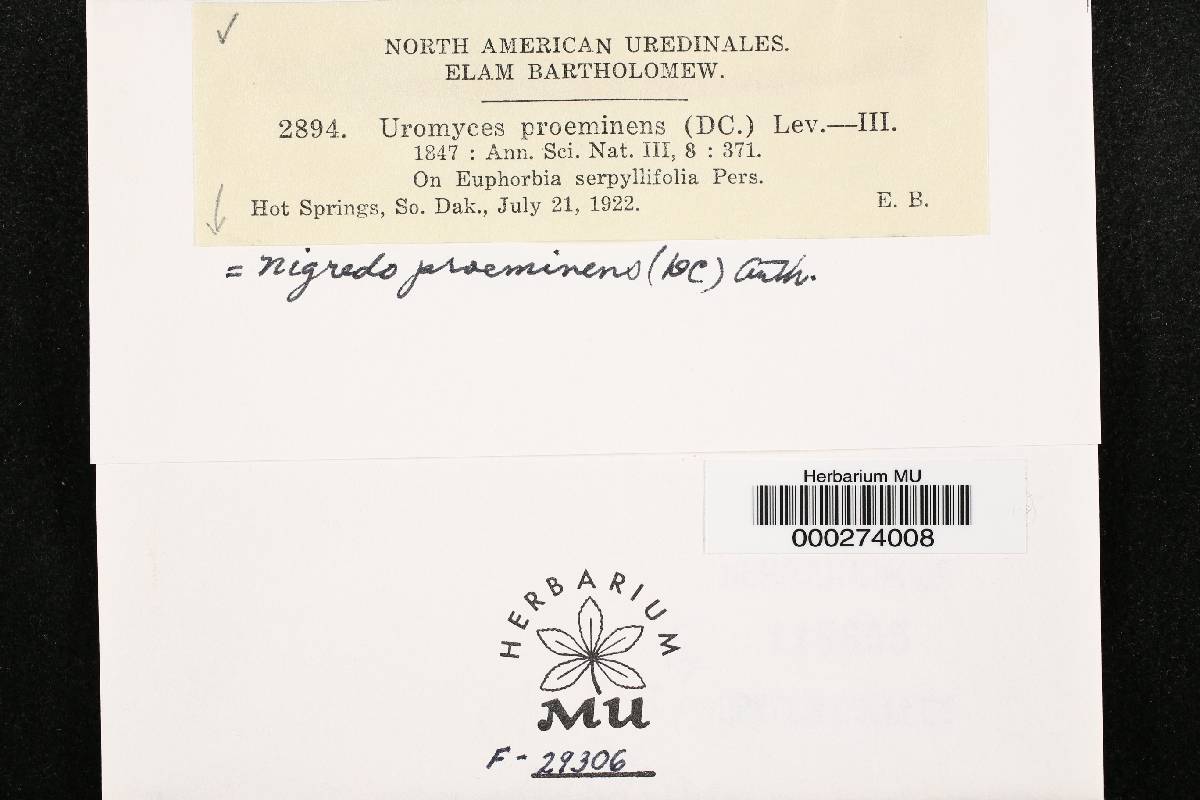 NORTH AMERICAN UREDINALES.
ELAM BARTHOLOMEW.
2894. Uromyces proeminens (DC.) Lev.—III.
1847 : Ann. Sci. Nat. III, 8 : 371.
On Euphorbia serpyllifolia Pers.
Hot Springs, So. Dak., July 21, 1922. E. B.
= Nigredo proeminens (DC) Arth.
Herbarium MU
000274008
HERBARIUM
MU
F - 29306